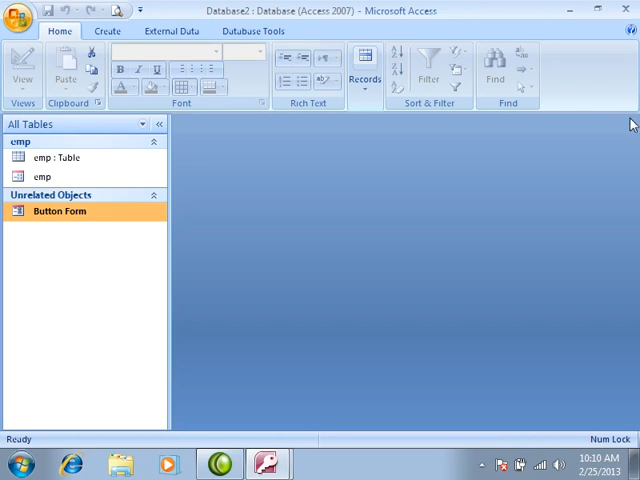 Database2 : Database (Access 2007) - Microsoft Access
Home Create External Data Database Tools
View Paste B I U A Records Filter Find
Views Clipboard Font Rich Text Sort & Filter Find
All Tables
emp
emp : Table
emp
Unrelated Objects
Button Form
Ready Num Lock
10:10 AM
2/25/2013